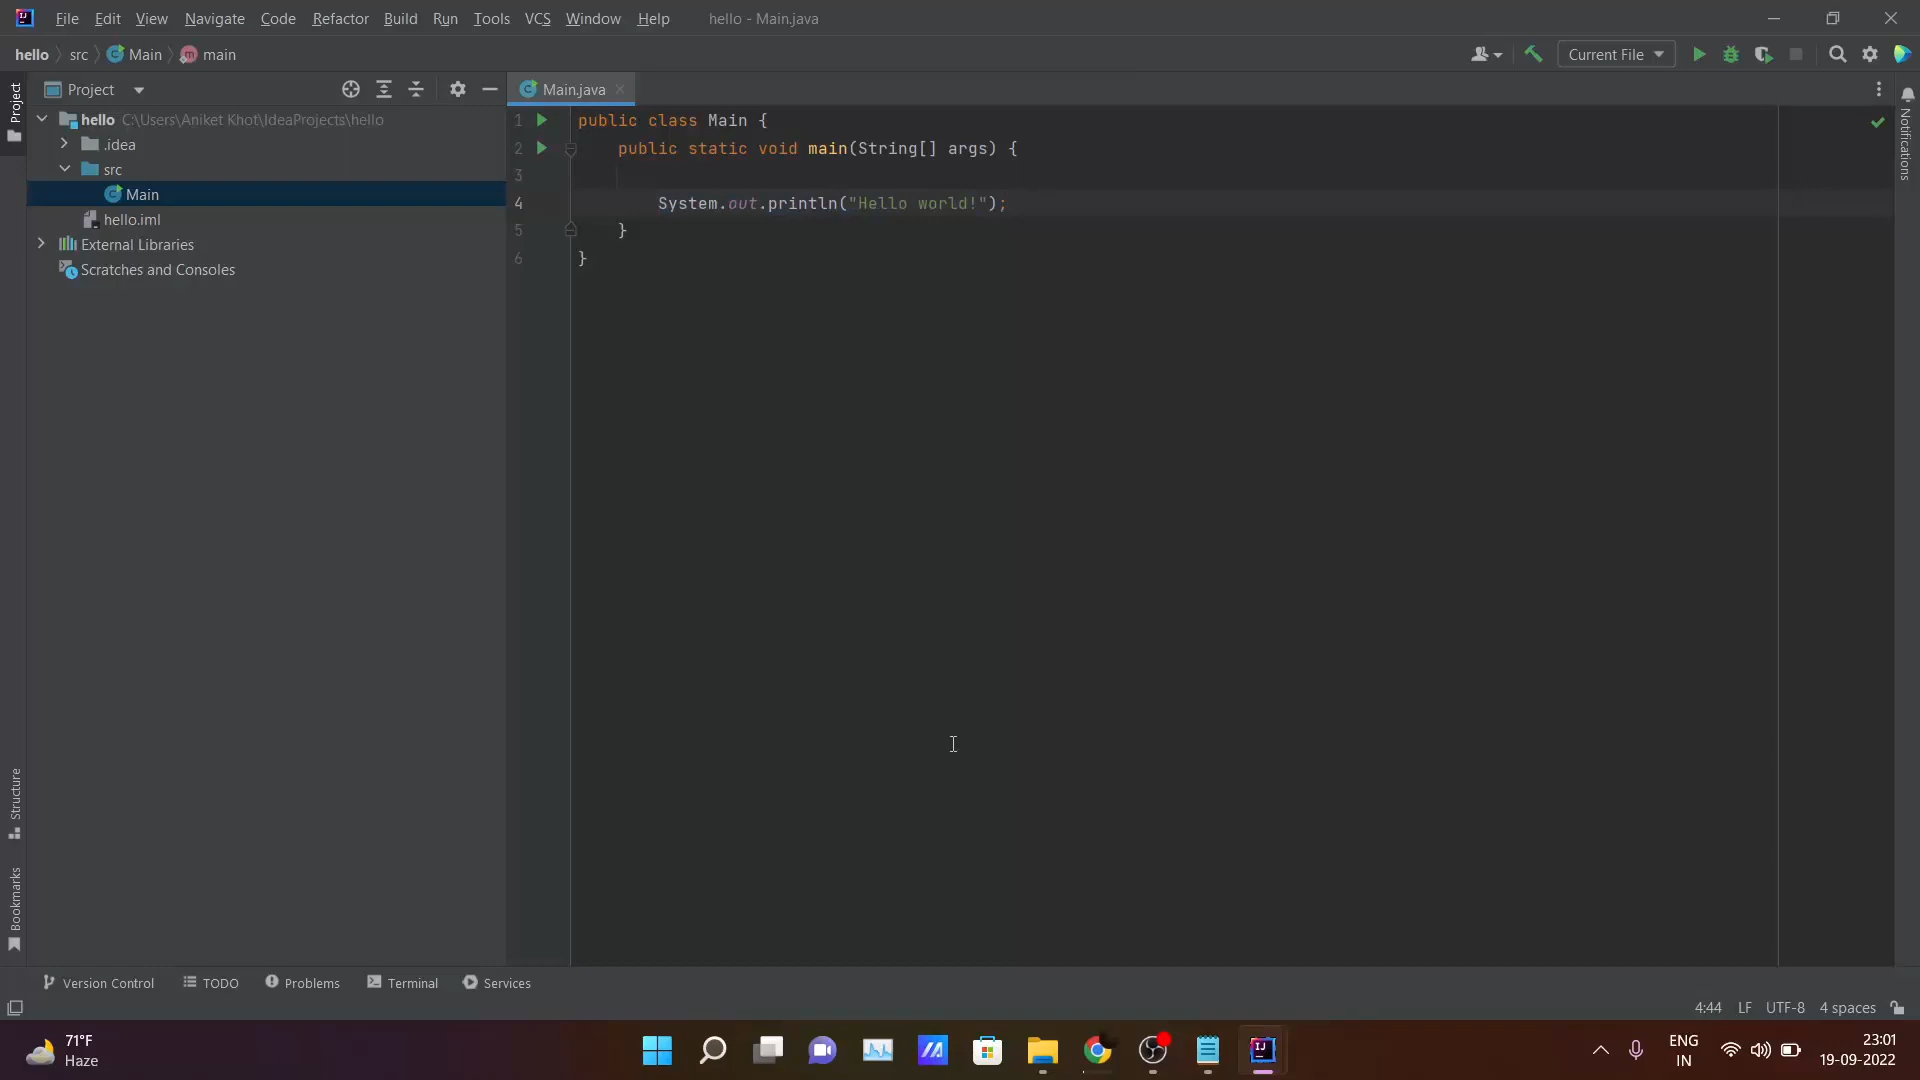 File Edit View Navigate Code Refactor Build Run Tools VCS Window Help hello - Main.java
hello src Main main Current File
Project
Main.java
Project
Notifications
hello C:\Users\Aniket Khot\IdeaProjects\hello
.idea
src
Main
hello.iml
External Libraries
Scratches and Consoles
1 public class Main {
2 public static void main(String[] args) {
3
4 System.out.println("Hello world!");
5 }
6 }
Structure
Bookmarks
Version Control TODO Problems Terminal Services
4:44 LF UTF-8 4 spaces
71°F
Haze
ENG
IN
23:01
19-09-2022